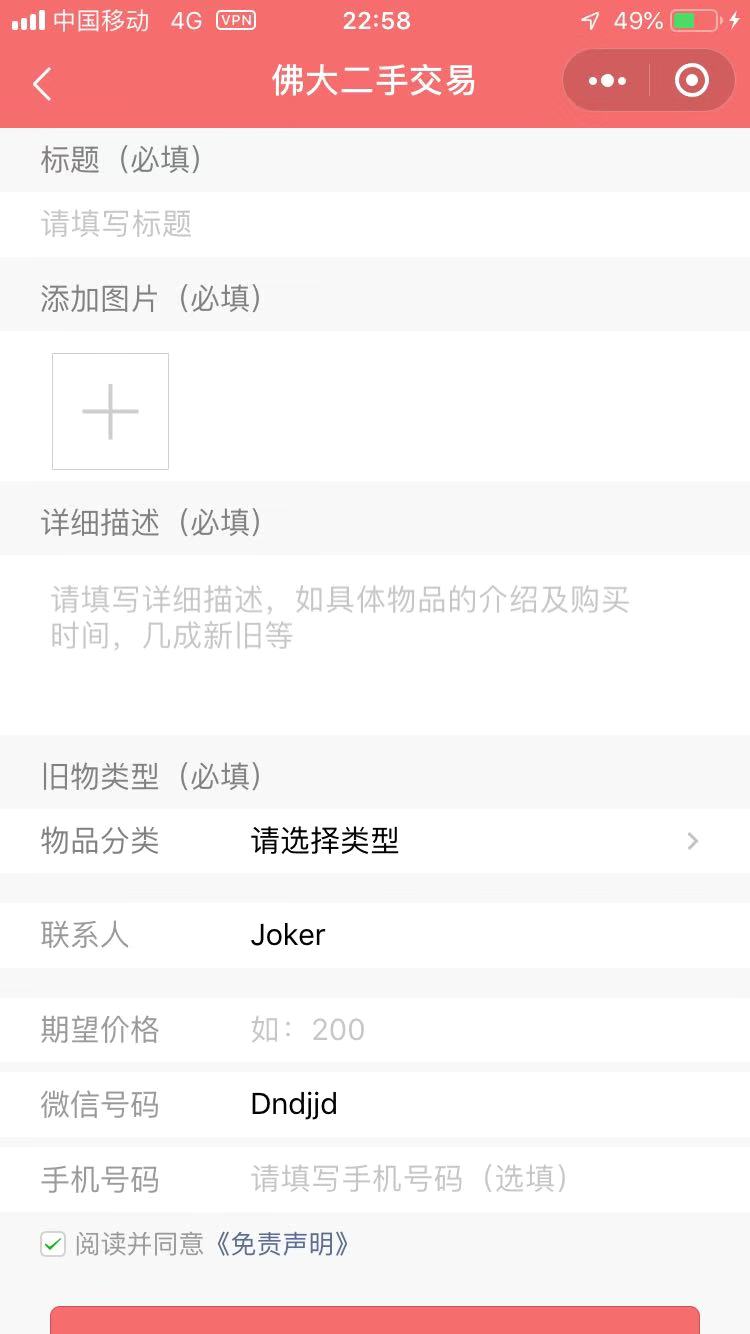 中国移动 4G VPN 22:58 49%
佛大二手交易
标题（必填）
请填写标题
添加图片（必填）
详细描述（必填）
请填写详细描述，如具体物品的介绍及购买
时间，几成新旧等
旧物类型（必填）
物品分类 请选择类型
联系人 Joker
期望价格 如：200
微信号码 Dndjjd
手机号码 请填写手机号码（选填）
阅读并同意《免责声明》